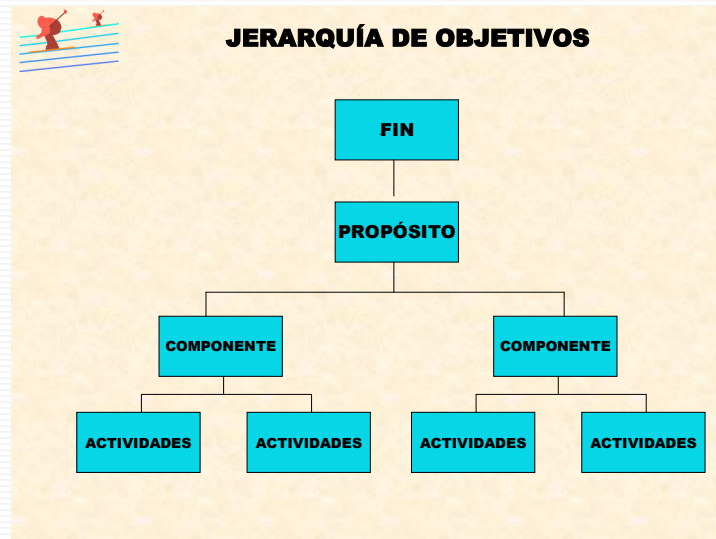 JERARQUÍA DE OBJETIVOS
FIN
PROPÓSITO
COMPONENTE
COMPONENTE
ACTIVIDADES
ACTIVIDADES
ACTIVIDADES
ACTIVIDADES